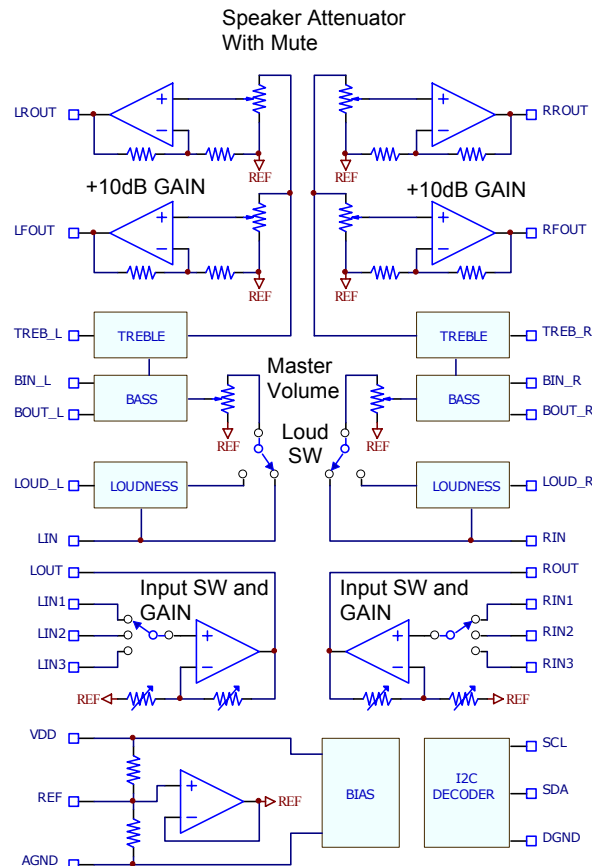 Speaker Attenuator
With Mute
LROUT
RROUT
REF
REF
+10dB GAIN
+10dB GAIN
LFOUT
RFOUT
REF
REF
TREB_L
TREBLE
TREBLE
TREB_R
BIN_L
BASS
Master
Volume
BASS
BIN_R
BOUT_L
BOUT_R
REF
Loud
SW
REF
LOUD_L
LOUDNESS
LOUDNESS
LOUD_R
LIN
RIN
LOUT
ROUT
Input SW and
GAIN
Input SW and
GAIN
LIN1
RIN1
LIN2
RIN2
LIN3
RIN3
REF
REF
VDD
SCL
REF
REF
BIAS
I2C
DECODER
SDA
AGND
DGND